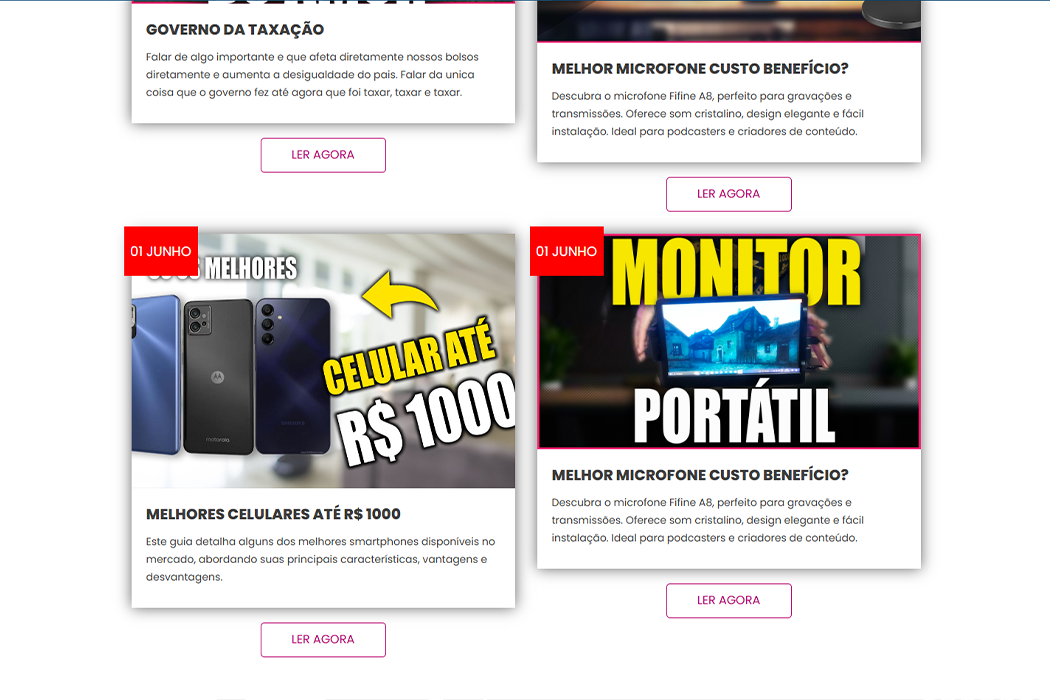 GOVERNO DA TAXAÇÃO
Falar de algo importante e que afeta diretamente nossos bolsos
diretamente e aumenta a desigualdade do pais. Falar da unica
coisa que o governo fez até agora que foi taxar, taxar e taxar.
LER AGORA
MELHOR MICROFONE CUSTO BENEFÍCIO?
Descubra o microfone Fifine A8, perfeito para gravações e
transmissões. Oferece som cristalino, design elegante e fácil
instalação. Ideal para podcasters e criadores de conteúdo.
LER AGORA
01 JUNHO
MELHORES
CELULAR ATÉ
R$ 1000
motorola
SAMSUNG
MELHORES CELULARES ATÉ R$ 1000
Este guia detalha alguns dos melhores smartphones disponíveis no
mercado, abordando suas principais características, vantagens e
desvantagens.
LER AGORA
01 JUNHO
MONITOR
PORTÁTIL
MELHOR MICROFONE CUSTO BENEFÍCIO?
Descubra o microfone Fifine A8, perfeito para gravações e
transmissões. Oferece som cristalino, design elegante e fácil
instalação. Ideal para podcasters e criadores de conteúdo.
LER AGORA